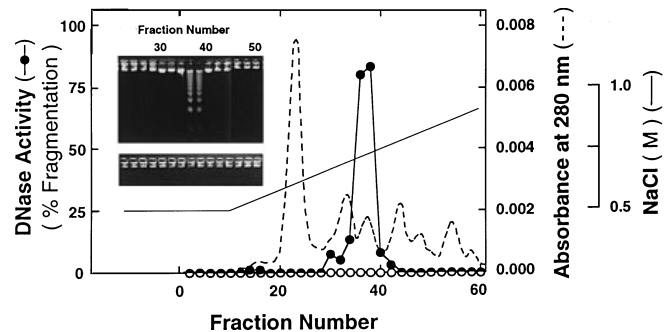 Fraction Number
30 40 50
100
75
50
25
0
DNase Activity (—●—)
( % Fragmentation)
0.008
0.006
0.004
0.002
0.000
Absorbance at 280 nm (---)
1.0
0.5
NaCl ( M ) (—)
0 20 40 60
Fraction Number